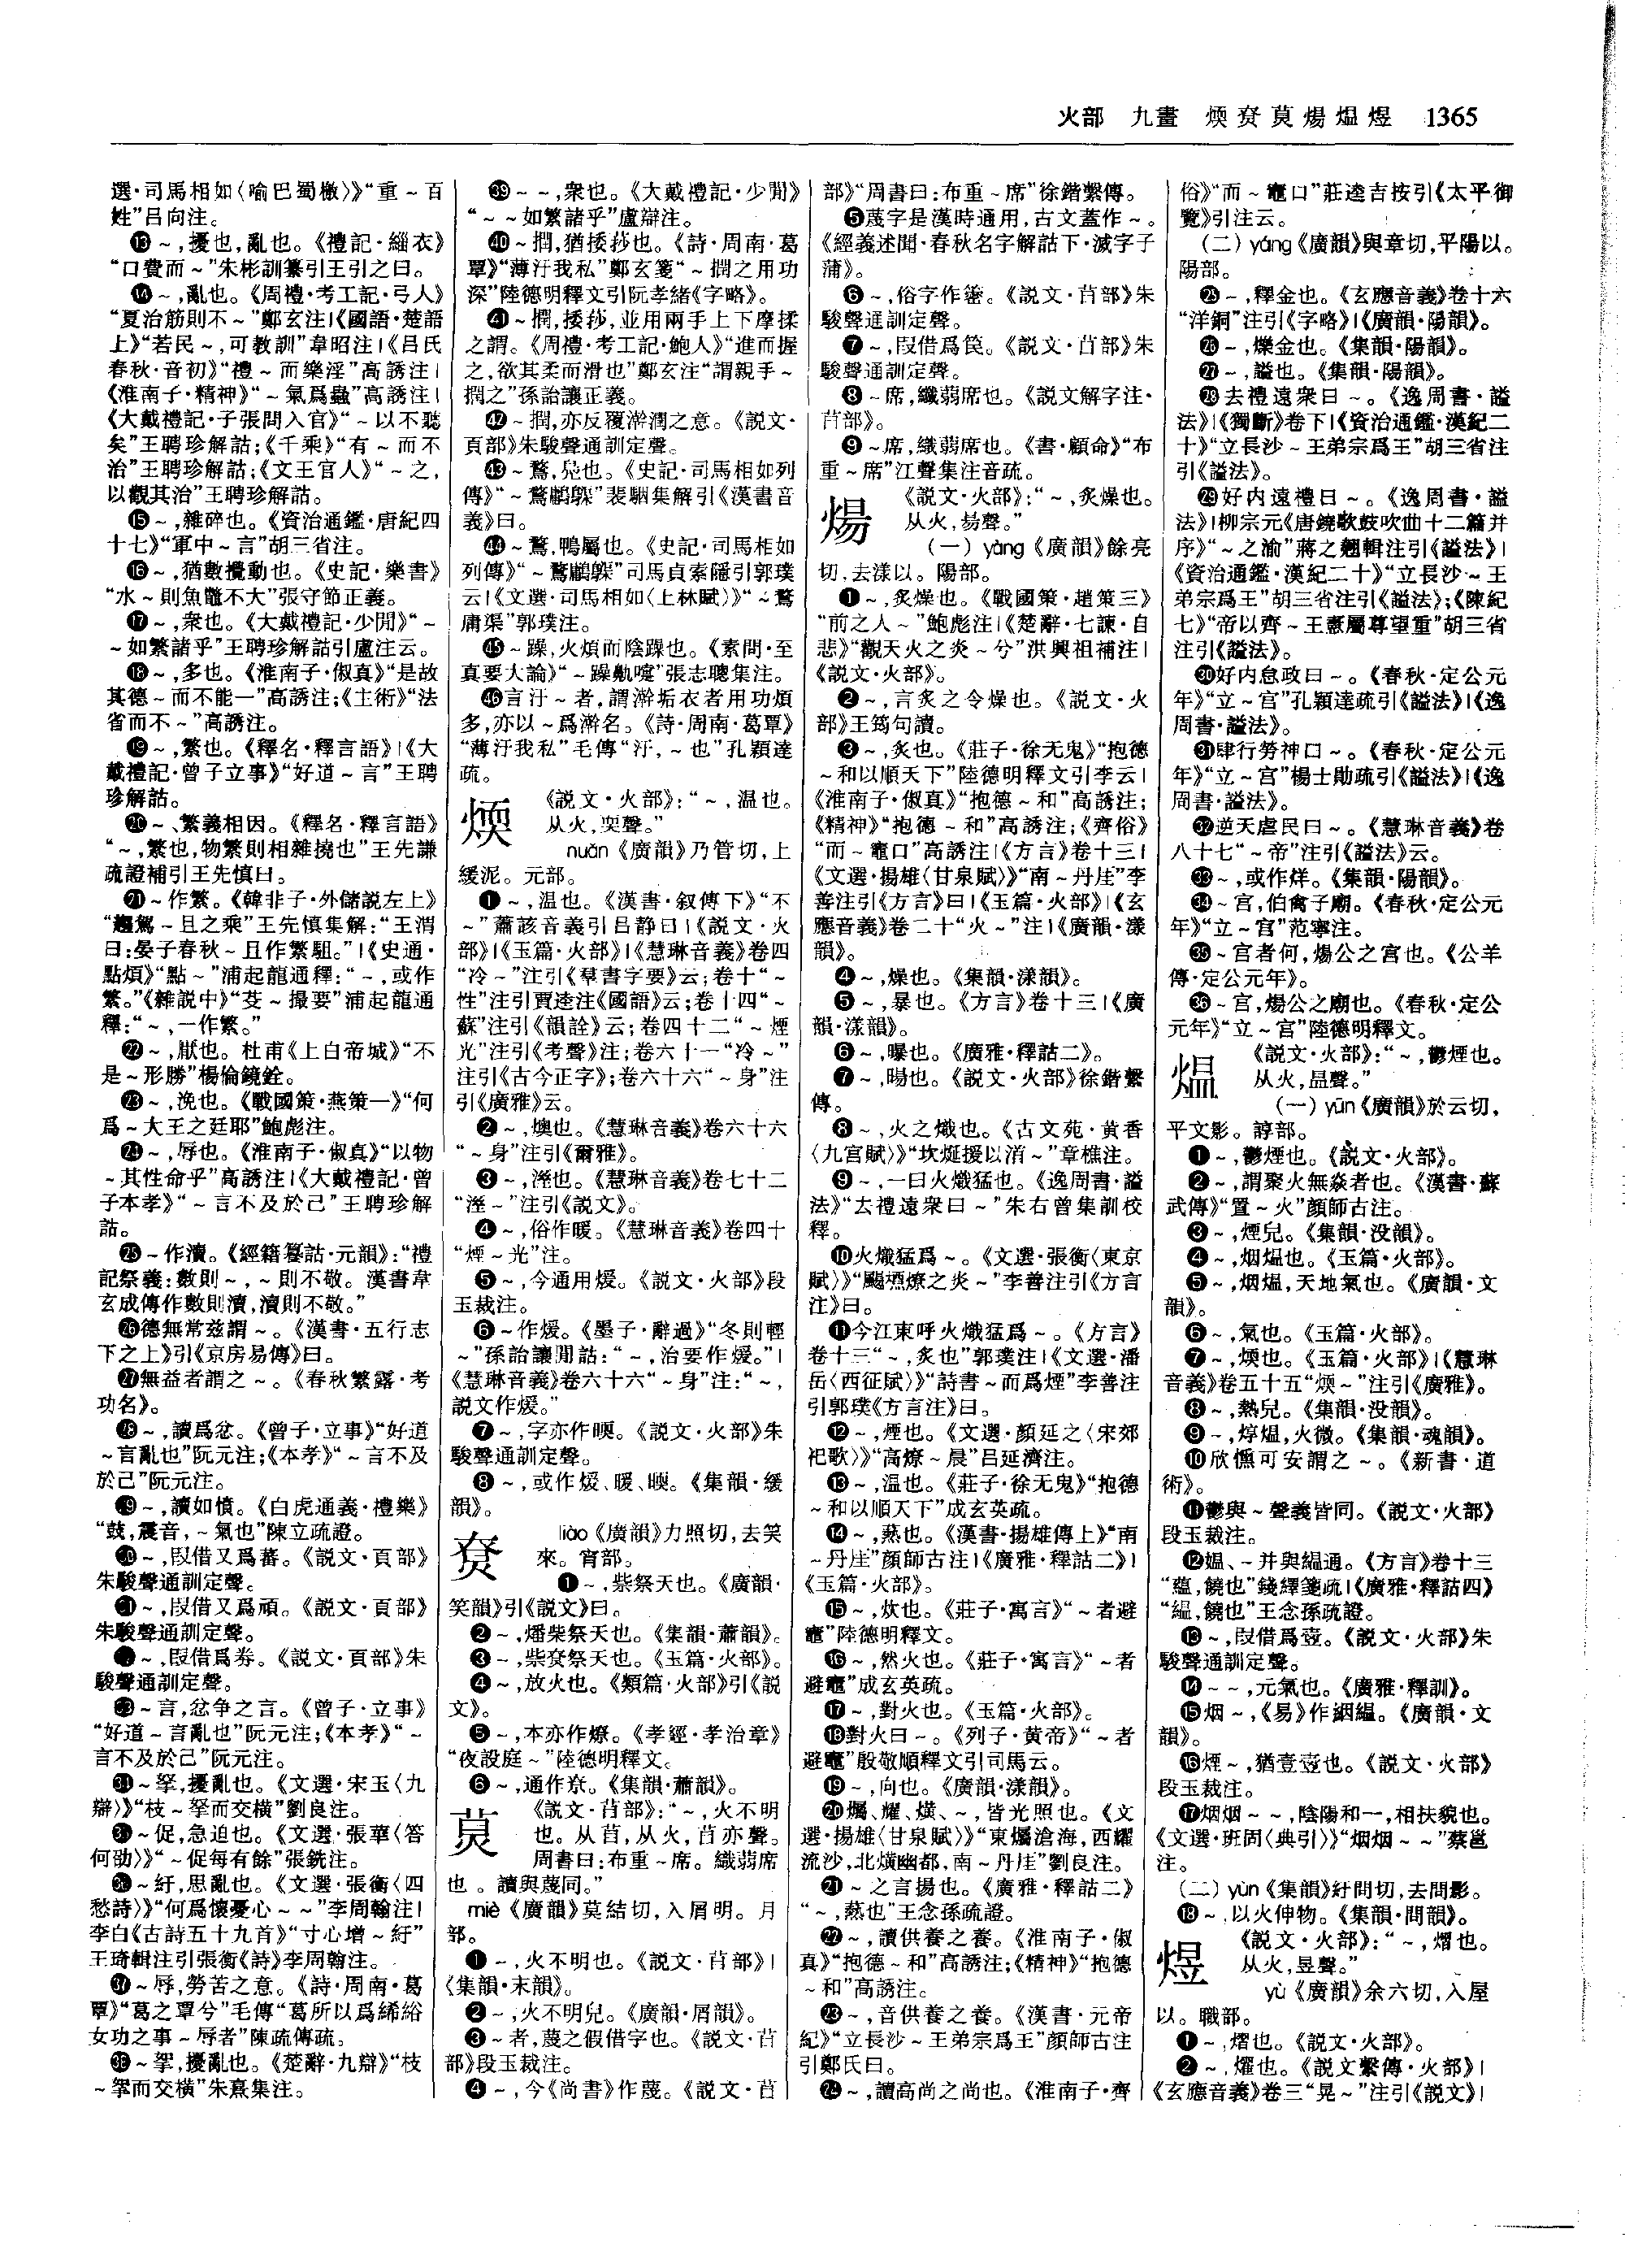 火部　九畫　煗尞莫煬熅煜　1365
選·司馬相如〈喻巴蜀檄〉》“重～百
姓”吕向注。
⓭～,擾也,亂也。《禮記·緇衣》
“口費而～”朱彬訓纂引王引之曰。
⓮～,亂也。《周禮·考工記·弓人》
“夏治筋則不～”鄭玄注|《國語·楚語
上》“若民～,可教訓”韋昭注|《吕氏
春秋·音初》“禮～而樂淫”高誘注|
《淮南子·精神》“～氣爲蟲”高誘注|
《大戴禮記·子張問入官》“～以不聽
矣”王聘珍解詁;《千乘》“有～而不
治”王聘珍解詁;《文王官人》“～之,
以觀其治”王聘珍解詁。
⓯～,雜碎也。《資治通鑑·唐紀四
十七》“軍中～言”胡三省注。
⓰～,猶數攪動也。《史記·樂書》
“水～則魚鼈不大”張守節正義。
⓱～,衆也。《大戴禮記·少閒》“～
～如繁諸乎”王聘珍解詁引盧注云。
⓲～,多也。《淮南子·俶真》“是故
其德～而不能一”高誘注;《主術》“法
省而不～”高誘注。
⓳～,繁也。《釋名·釋言語》|《大
戴禮記·曾子立事》“好道～言”王聘
珍解詁。
⓴～、繁義相因。《釋名·釋言語》
“～,繁也,物繁則相雜撓也”王先謙
疏證補引王先慎曰。
㉑～作繁。《韓非子·外儲説左上》
“趨駕～且之乘”王先慎集解:“王渭
曰:晏子春秋～且作繁駔。”|《史通·
點煩》“點～”浦起龍通釋:“～,或作
繁。”《雜説中》“芟～撮要”浦起龍通
釋:“～,一作繁。”
㉒～,猒也。杜甫《上白帝城》“不
是～形勝”楊倫鏡銓。
㉓～,浼也。《戰國策·燕策一》“何
爲～大王之廷耶”鮑彪注。
㉔～,辱也。《淮南子·俶真》“以物
～其性命乎”高誘注|《大戴禮記·曾
子本孝》“～言不及於己”王聘珍解
詁。
㉕～作瀆。《經籍籑詁·元韻》:“禮
記祭義:數則～,～則不敬。漢書韋
玄成傳作數則瀆,瀆則不敬。”
㉖德無常兹謂～。《漢書·五行志
下之上》引《京房易傳》曰。
㉗無益者謂之～。《春秋繁露·考
功名》。
㉘～,讀爲忿。《曾子·立事》“好道
～言亂也”阮元注;《本孝》“～言不及
於己”阮元注。
㉙～,讀如憤。《白虎通義·禮樂》
“鼓,震音,～氣也”陳立疏證。
㉚～,叚借又爲蕃。《説文·頁部》
朱駿聲通訓定聲。
㉛～,叚借又爲頑。《説文·頁部》
朱駿聲通訓定聲。
㉜～,叚借爲券。《説文·頁部》朱
駿聲通訓定聲。
㉝～言,忿争之言。《曾子·立事》
“好道～言亂也”阮元注;《本孝》“～
言不及於己”阮元注。
㉞～挐,擾亂也。《文選·宋玉〈九
辯〉》“枝～挐而交横”劉良注。
㉟～促,急迫也。《文選·張華〈答
何劭〉》“～促每有餘”張銑注。
㊱～紆,思亂也。《文選·張衡〈四
愁詩〉》“何爲懷憂心～～”李周翰注|
李白《古詩五十九首》“寸心增～紆”
王琦輯注引張衡《詩》李周翰注。
㊲～辱,勞苦之意。《詩·周南·葛
覃》“葛之覃兮”毛傳“葛所以爲絺綌
女功之事～辱者”陳疏傳疏。
㊳～挐,擾亂也。《楚辭·九辯》“枝
～挐而交横”朱熹集注。
㊴～～,衆也。《大戴禮記·少閒》
“～～如繁諸乎”盧辯注。
㊵～撋,猶捼莏也。《詩·周南·葛
覃》“薄汙我私”鄭玄箋“～撋之用功
深”陸德明釋文引阮孝緒《字略》。
㊶～撋,捼莏,並用兩手上下摩揉
之謂。《周禮·考工記·鮑人》“進而握
之,欲其柔而滑也”鄭玄注“謂親手～
撋之”孫詒讓正義。
㊷～撋,亦反覆澣潤之意。《説文·
頁部》朱駿聲通訓定聲。
㊸～鶩,鳧也。《史記·司馬相如列
傳》“～鶩鷫䴋”裴駰集解引《漢書音
義》曰。
㊹～鶩,鴨屬也。《史記·司馬相如
列傳》“～鶩鷫䴋”司馬貞索隱引郭璞
云|《文選·司馬相如〈上林賦〉》“～鶩
庸渠”郭璞注。
㊺～躁,火煩而陰躁也。《素問·至
真要大論》“～躁鼽嚏”張志聰集注。
㊻言汙～者,謂澣垢衣者用功煩
多,亦以～爲澣名。《詩·周南·葛覃》
“薄汙我私”毛傳“汙,～也”孔穎達
疏。
煗
《説文·火部》:“～,温也。
从火,耎聲。”
nuǎn《廣韻》乃管切,上
緩泥。元部。
❶～,温也。《漢書·叙傳下》“不
～”蕭該音義引吕静曰|《説文·火
部》|《玉篇·火部》|《慧琳音義》卷四
“冷～”注引《草書字要》云;卷十“～
性”注引賈逵注《國語》云;卷十四“～
蘇”注引《韻詮》云;卷四十二“～煙
光”注引《考聲》注;卷六十一“冷～”
注引《古今正字》;卷六十六“～身”注
引《廣雅》云。
❷～,燠也。《慧琳音義》卷六十六
“～身”注引《爾雅》。
❸～,溼也。《慧琳音義》卷七十二
“溼～”注引《説文》。
❹～,俗作暖。《慧琳音義》卷四十
“煙～光”注。
❺～,今通用煖。《説文·火部》段
玉裁注。
❻～作煖。《墨子·辭過》“冬則輕
～”孫詒讓閒詁:“～,治要作煖。”|
《慧琳音義》卷六十六“～身”注:“～,
説文作煖。”
❼～,字亦作㬉。《説文·火部》朱
駿聲通訓定聲。
❽～,或作煖、暖、㬉。《集韻·緩
韻》。
尞
liào《廣韻》力照切,去笑
來。宵部。
❶～,柴祭天也。《廣韻·
笑韻》引《説文》曰。
❷～,燔柴祭天也。《集韻·蕭韻》。
❸～,柴尞祭天也。《玉篇·火部》。
❹～,放火也。《類篇·火部》引《説
文》。
❺～,本亦作燎。《孝經·孝治章》
“夜設庭～”陸德明釋文。
❻～,通作尞。《集韻·蕭韻》。
《説文·苜部》:“～,火不明
也。从苜,从火,苜亦聲。
周書曰:布重～席。織蒻席
也。讀與蔑同。”
miè《廣韻》莫結切,入屑明。月
部。
❶～,火不明也。《説文·苜部》|
《集韻·末韻》。
❷～,火不明皃。《廣韻·屑韻》。
❸～者,蔑之假借字也。《説文·苜
部》段玉裁注。
❹～,今《尚書》作蔑。《説文·苜
部》“周書曰:布重～席”徐鍇繫傳。
❺蔑字是漢時通用,古文蓋作～。
《經義述聞·春秋名字解詁下·滅字子
蒲》。
❻～,俗字作䈼。《説文·苜部》朱
駿聲通訓定聲。
❼～,叚借爲筏。《説文·苜部》朱
駿聲通訓定聲。
❽～席,纖蒻席也。《説文解字注·
苜部》。
❾～席,織蒻席也。《書·顧命》“布
重～席”江聲集注音疏。
煬
《説文·火部》:“～,炙燥也。
从火,昜聲。”
（一）yàng《廣韻》餘亮
切,去漾以。陽部。
❶～,炙燥也。《戰國策·趙策三》
“前之人～”鮑彪注|《楚辭·七諫·自
悲》“觀天火之炎～兮”洪興祖補注|
《説文·火部》。
❷～,言炙之令燥也。《説文·火
部》王筠句讀。
❸～,炙也。《莊子·徐无鬼》“抱德
～和以順天下”陸德明釋文引李云|
《淮南子·俶真》“抱德～和”高誘注;
《精神》“抱德～和”高誘注;《齊俗》
“而～竈口”高誘注|《方言》卷十三|
《文選·揚雄〈甘泉賦〉》“南～丹厓”李
善注引《方言》曰|《玉篇·火部》|《玄
應音義》卷二十“火～”注|《廣韻·漾
韻》。
❹～,燥也。《集韻·漾韻》。
❺～,暴也。《方言》卷十三|《廣
韻·漾韻》。
❻～,曝也。《廣雅·釋詁二》。
❼～,暘也。《説文·火部》徐鍇繫
傳。
❽～,火之熾也。《古文苑·黄香
〈九宫賦〉》“坎埏援以滑～”章樵注。
❾～,一曰火熾猛也。《逸周書·謚
法》“去禮遠衆曰～”朱右曾集訓校
釋。
❿火熾猛爲～。《文選·張衡〈東京
賦〉》“颺槱燎之炎～”李善注引《方言
注》曰。
⓫今江東呼火熾猛爲～。《方言》
卷十三“～,炙也”郭璞注|《文選·潘
岳〈西征賦〉》“詩書～而爲煙”李善注
引郭璞《方言注》曰。
⓬～,煙也。《文選·顔延之〈宋郊
祀歌〉》“高燎～晨”吕延濟注。
⓭～,温也。《莊子·徐无鬼》“抱德
～和以順天下”成玄英疏。
⓮～,爇也。《漢書·揚雄傳上》“南
～丹厓”顔師古注|《廣雅·釋詁二》|
《玉篇·火部》。
⓯～,炊也。《莊子·寓言》“～者避
竈”陸德明釋文。
⓰～,然火也。《莊子·寓言》“～者
避竈”成玄英疏。
⓱～,對火也。《玉篇·火部》。
⓲對火曰～。《列子·黄帝》“～者
避竈”殷敬順釋文引司馬云。
⓳～,向也。《廣韻·漾韻》。
⓴爥、耀、熿、～,皆光照也。《文
選·揚雄〈甘泉賦〉》“東爥滄海,西耀
流沙,北熿幽都,南～丹厓”劉良注。
㉑～之言揚也。《廣雅·釋詁二》
“～,爇也”王念孫疏證。
㉒～,讀供養之養。《淮南子·俶
真》“抱德～和”高誘注;《精神》“抱德
～和”高誘注。
㉓～,音供養之養。《漢書·元帝
紀》“立長沙～王弟宗爲王”顔師古注
引鄭氏曰。
㉔～,讀高尚之尚也。《淮南子·齊
俗》“而～竈口”莊逵吉按引《太平御
覽》引注云。
（二）yáng《廣韻》與章切,平陽以。
陽部。
㉕～,釋金也。《玄應音義》卷十六
“洋銅”注引《字略》|《廣韻·陽韻》。
㉖～,爍金也。《集韻·陽韻》。
㉗～,謚也。《集韻·陽韻》。
㉘去禮遠衆曰～。《逸周書·謚
法》|《獨斷》卷下|《資治通鑑·漢紀二
十》“立長沙～王弟宗爲王”胡三省注
引《謚法》。
㉙好内遠禮曰～。《逸周書·謚
法》|柳宗元《唐鐃歌鼓吹曲十二篇并
序》“～之渝”蔣之翹輯注引《謚法》|
《資治通鑑·漢紀二十》“立長沙～王
弟宗爲王”胡三省注引《謚法》;《陳紀
七》“帝以齊～王憲屬尊望重”胡三省
注引《謚法》。
㉚好内怠政曰～。《春秋·定公元
年》“立～宫”孔穎達疏引《謚法》|《逸
周書·謚法》。
㉛肆行勞神曰～。《春秋·定公元
年》“立～宫”楊士勛疏引《謚法》|《逸
周書·謚法》。
㉜逆天虐民曰～。《慧琳音義》卷
八十七“～帝”注引《謚法》云。
㉝～,或作烊。《集韻·陽韻》。
㉞～宫,伯禽子廟。《春秋·定公元
年》“立～宫”范寧注。
㉟～宫者何,煬公之宫也。《公羊
傳·定公元年》。
㊱～宫,煬公之廟也。《春秋·定公
元年》“立～宫”陸德明釋文。
熅
《説文·火部》:“～,鬱煙也。
从火,昷聲。”
（一）yūn《廣韻》於云切,
平文影。諄部。
❶～,鬱煙也。《説文·火部》。
❷～,謂聚火無焱者也。《漢書·蘇
武傳》“置～火”顔師古注。
❸～,煙皃。《集韻·没韻》。
❹～,烟熅也。《玉篇·火部》。
❺～,烟熅,天地氣也。《廣韻·文
韻》。
❻～,氣也。《玉篇·火部》。
❼～,煗也。《玉篇·火部》|《慧琳
音義》卷五十五“煗～”注引《廣雅》。
❽～,熱皃。《集韻·没韻》。
❾～,焞熅,火微。《集韻·魂韻》。
❿欣憔可安謂之～。《新書·道
術》。
⓫鬱與～聲義皆同。《説文·火部》
段玉裁注。
⓬媪、～并與緼通。《方言》卷十三
“藴,饒也”錢繹箋疏|《廣雅·釋詁四》
“緼,饒也”王念孫疏證。
⓭～,叚借爲壼。《説文·火部》朱
駿聲通訓定聲。
⓮～～,元氣也。《廣雅·釋訓》。
⓯烟～,《易》作絪緼。《廣韻·文
韻》。
⓰煙～,猶壹壼也。《説文·火部》
段玉裁注。
⓱烟烟～～,陰陽和一,相扶貌也。
《文選·班固〈典引〉》“烟烟～～”蔡邕
注。
（二）yùn《集韻》紆問切,去問影。
⓲～,以火伸物。《集韻·問韻》。
煜
《説文·火部》:“～,熠也。
从火,昱聲。”
yù《廣韻》余六切,入屋
以。職部。
❶～,熠也。《説文·火部》。
❷～,燿也。《説文繫傳·火部》|
《玄應音義》卷三“晃～”注引《説文》|